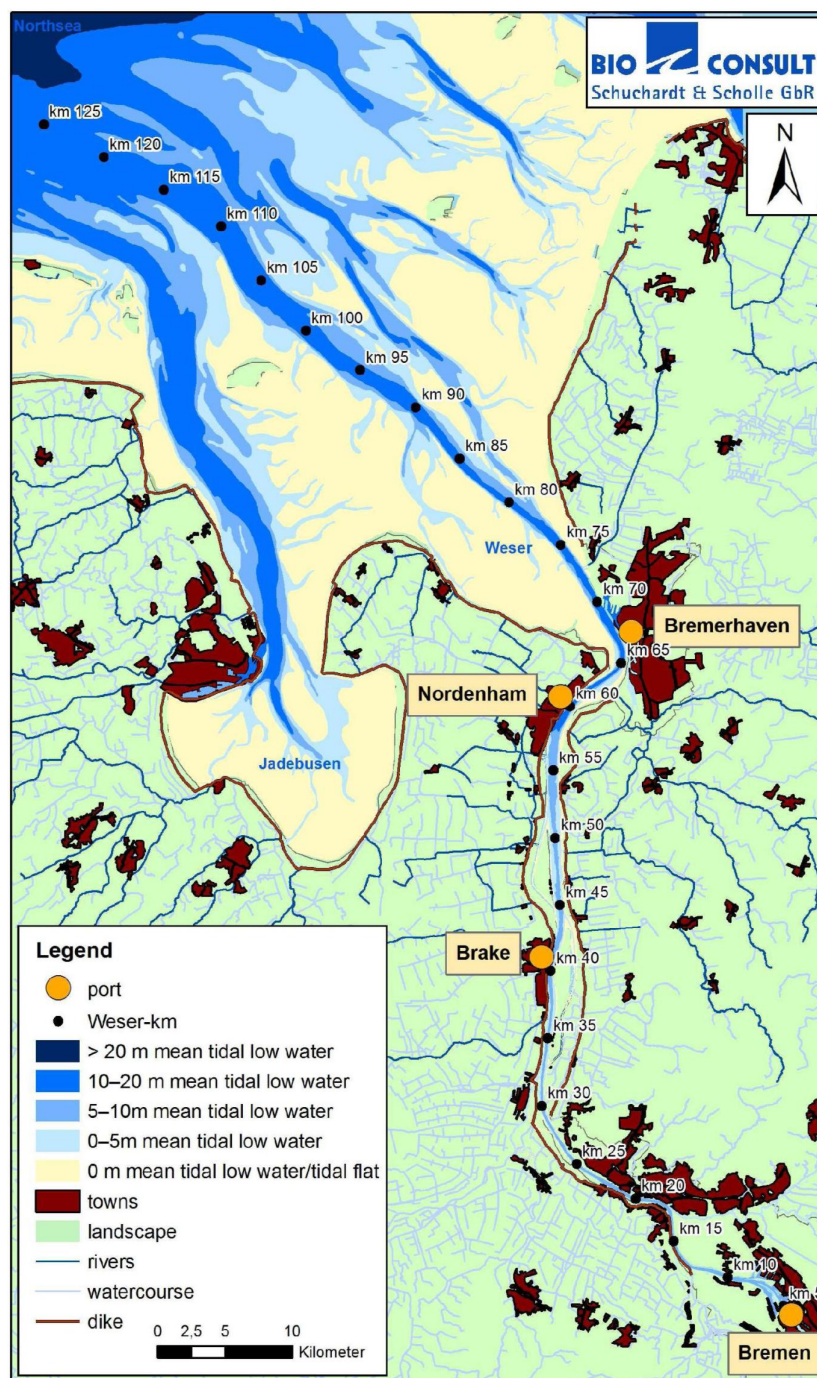 Northsea
BIO CONSULT
Schuchardt & Scholle GbR
N
km 125
km 120
km 115
km 110
km 105
km 100
km 95
km 90
km 85
km 80
km 75
Weser
km 70
Bremerhaven
km 65
Nordenham
km 60
Jadebusen
km 55
km 50
km 45
Brake
km 40
km 35
km 30
km 25
km 20
km 15
km 10
km 5
Bremen
Legend
port
Weser-km
> 20 m mean tidal low water
10–20 m mean tidal low water
5–10m mean tidal low water
0–5m mean tidal low water
0 m mean tidal low water/tidal flat
towns
landscape
rivers
watercourse
dike
0 2,5 5 10
Kilometer